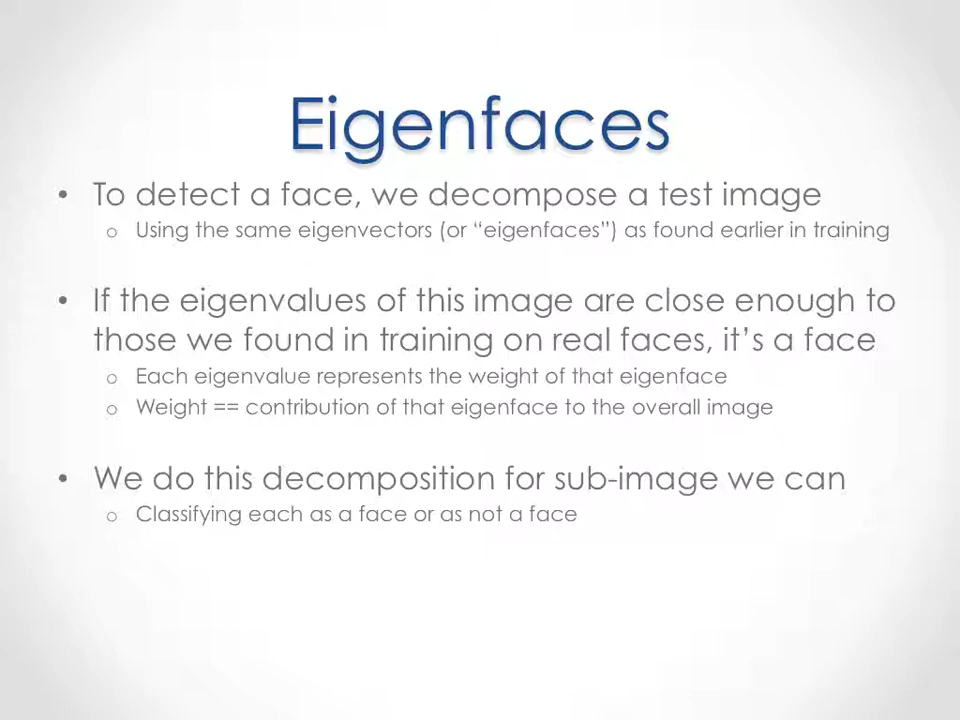 Eigenfaces
• To detect a face, we decompose a test image
o Using the same eigenvectors (or “eigenfaces”) as found earlier in training
• If the eigenvalues of this image are close enough to
those we found in training on real faces, it’s a face
o Each eigenvalue represents the weight of that eigenface
o Weight == contribution of that eigenface to the overall image
• We do this decomposition for sub-image we can
o Classifying each as a face or as not a face